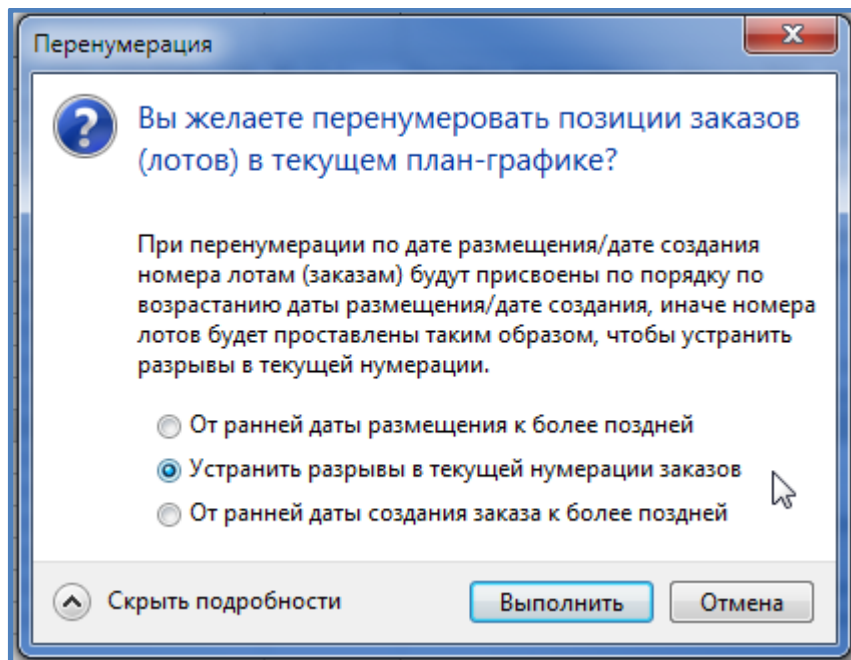 Перенумерация
Вы желаете перенумеровать позиции заказов
(лотов) в текущем план-графике?
При перенумерации по дате размещения/дате создания
номера лотам (заказам) будут присвоены по порядку по
возрастанию даты размещения/дате создания, иначе номера
лотов будет проставлены таким образом, чтобы устранить
разрывы в текущей нумерации.
От ранней даты размещения к более поздней
Устранить разрывы в текущей нумерации заказов
От ранней даты создания заказа к более поздней
Скрыть подробности
Выполнить
Отмена